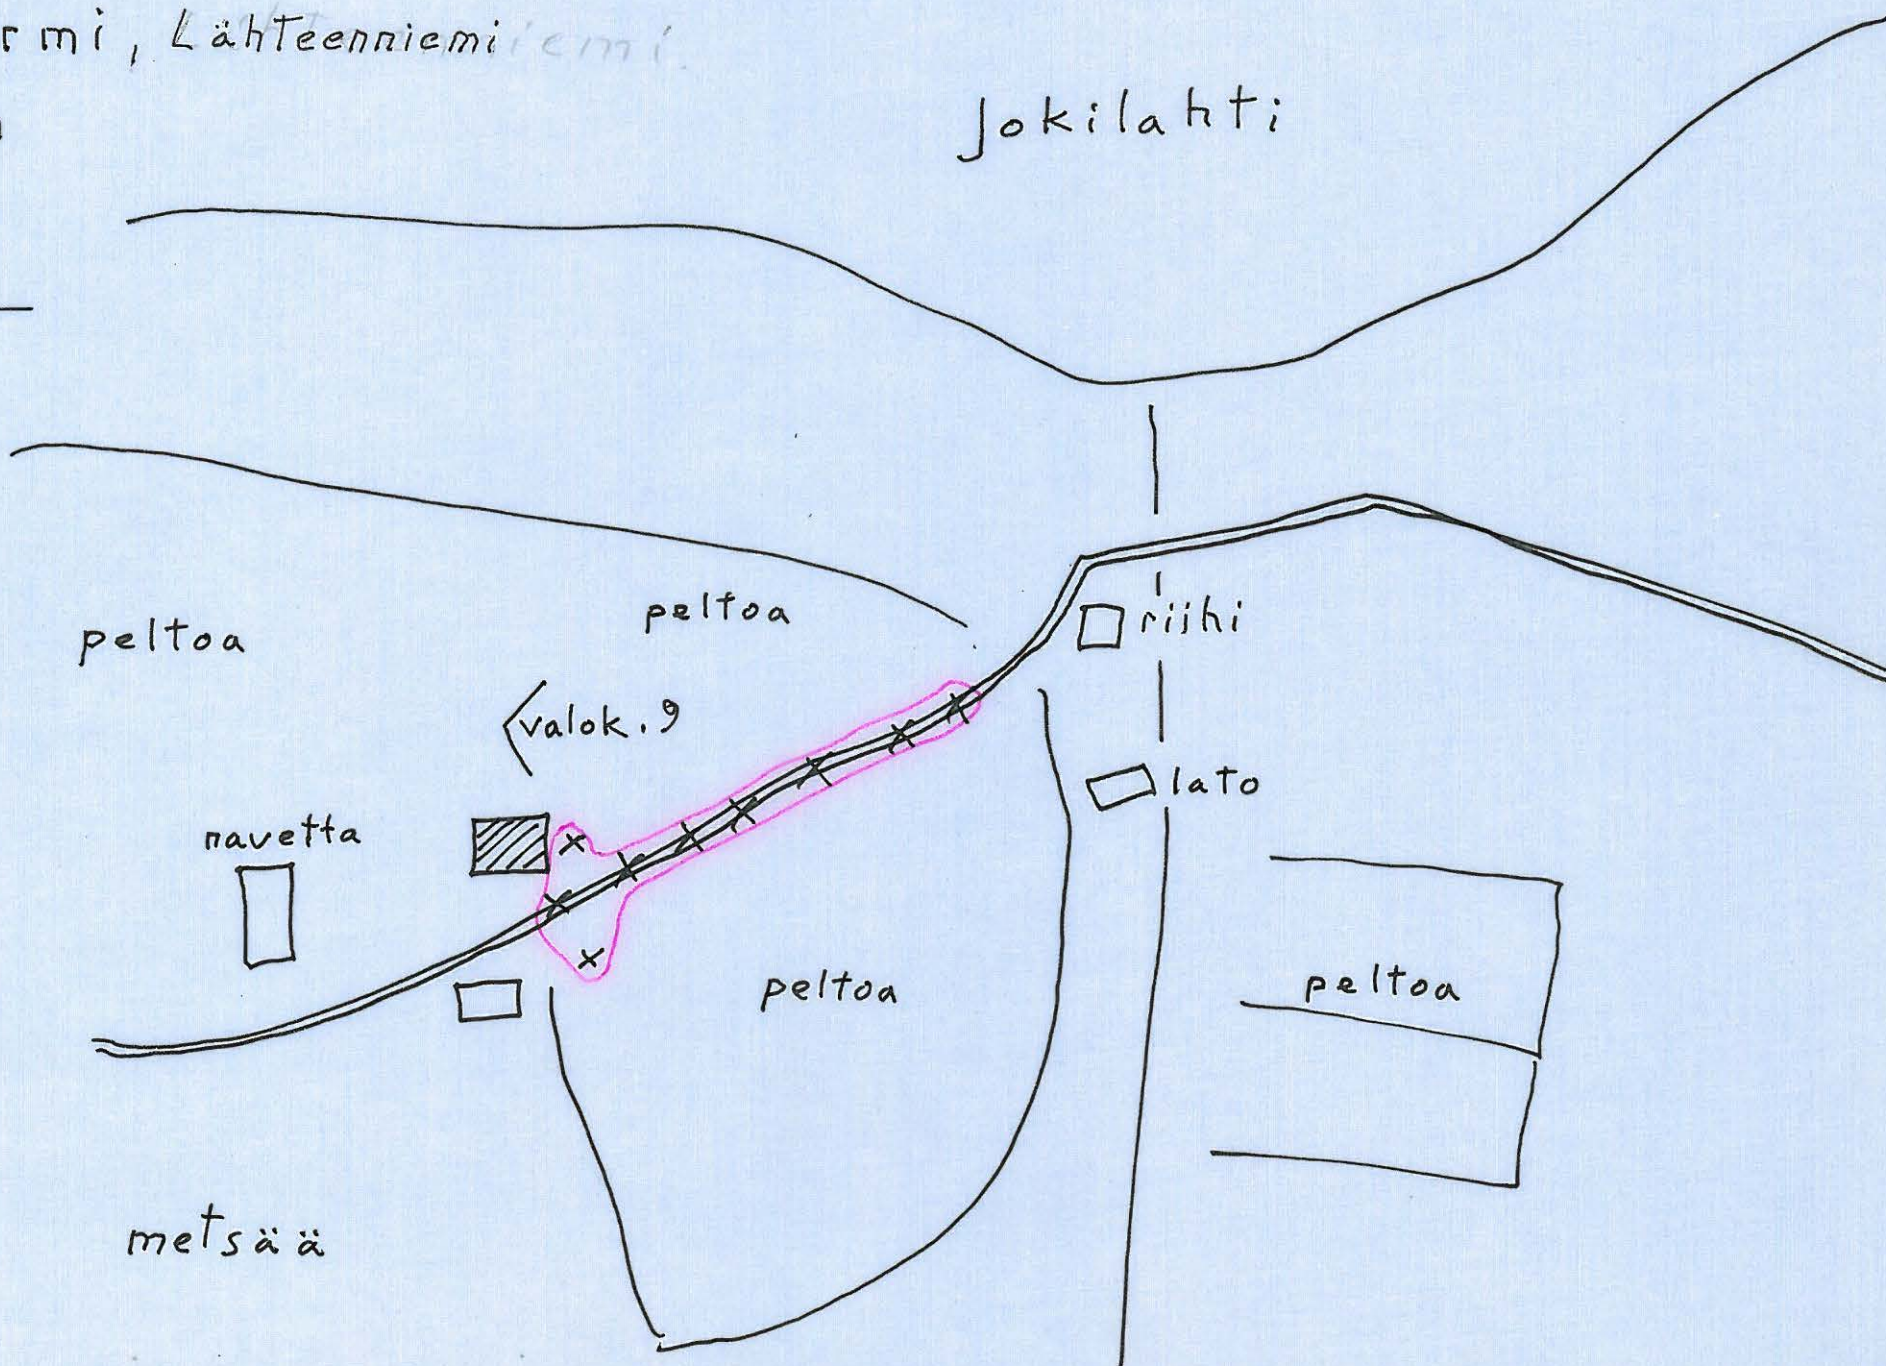 rmi, Lähteenniemi
Jokilahti
peltoa
riihi
peltoa
valok. 9
lato
navetta
peltoa
peltoa
metsää